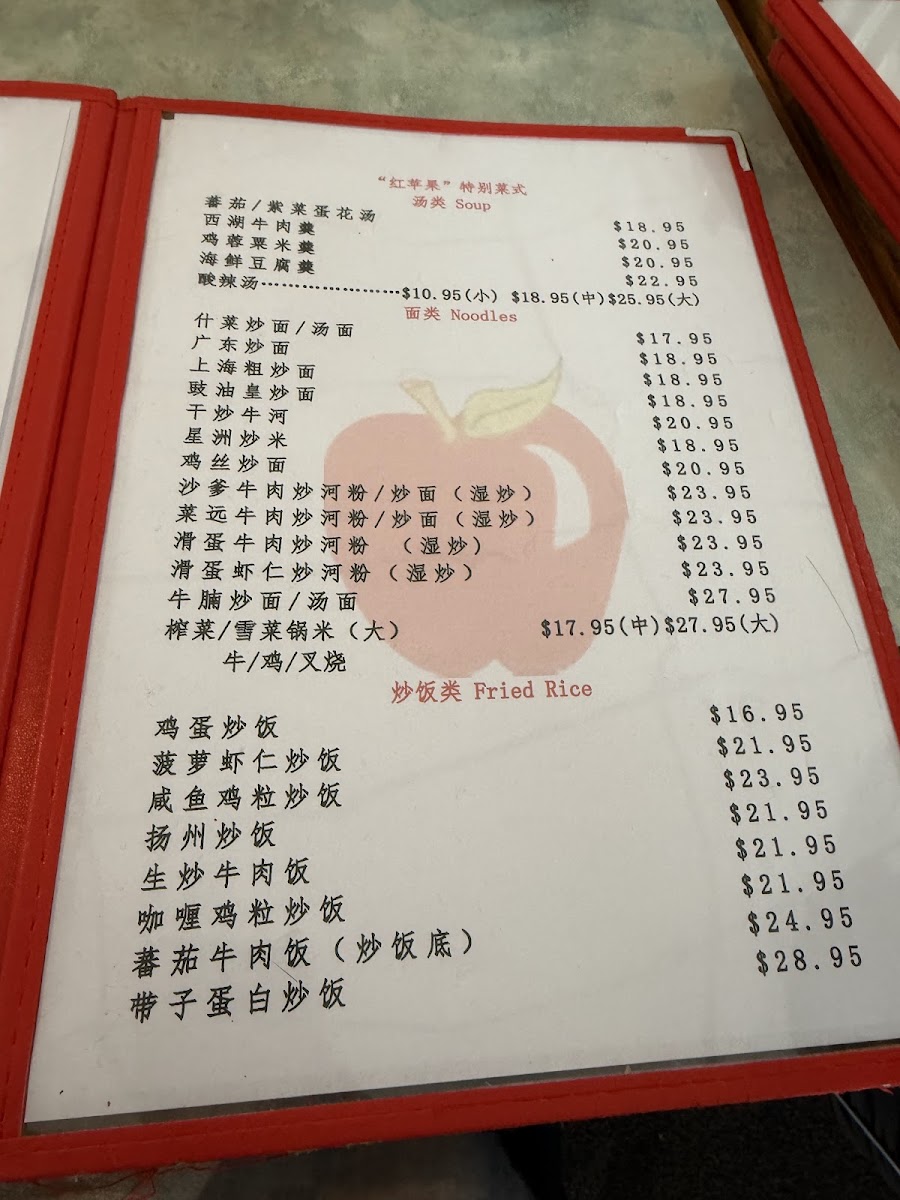 “红苹果”特别菜式
汤类 Soup
蕃茄/紫菜蛋花汤 $18.95
西湖牛肉羹 $20.95
鸡蓉粟米羹 $20.95
海鲜豆腐羹 $22.95
酸辣汤··················$10.95(小) $18.95(中)$25.95(大)
面类 Noodles
什菜炒面/汤面 $17.95
广东炒面 $18.95
上海粗炒面 $18.95
豉油皇炒面 $18.95
干炒牛河 $20.95
星洲炒米 $18.95
鸡丝炒面 $20.95
沙爹牛肉炒河粉/炒面（湿炒） $23.95
菜远牛肉炒河粉/炒面（湿炒） $23.95
滑蛋牛肉炒河粉 （湿炒） $23.95
滑蛋虾仁炒河粉（湿炒） $23.95
牛腩炒面/汤面 $27.95
榨菜/雪菜锅米（大） $17.95(中)$27.95(大)
牛/鸡/叉烧
炒饭类 Fried Rice
鸡蛋炒饭 $16.95
菠萝虾仁炒饭 $21.95
咸鱼鸡粒炒饭 $23.95
扬州炒饭 $21.95
生炒牛肉饭 $21.95
咖喱鸡粒炒饭 $21.95
蕃茄牛肉饭（炒饭底） $24.95
带子蛋白炒饭 $28.95